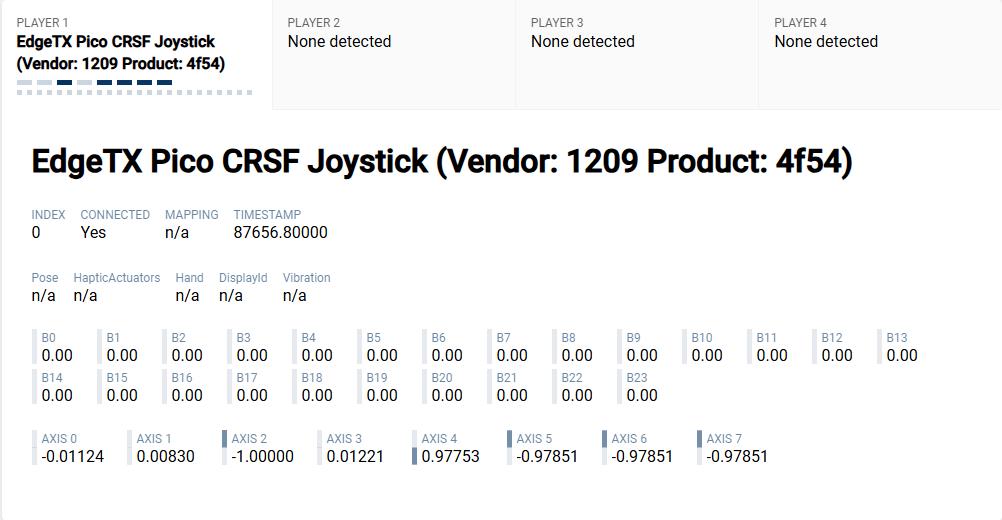 PLAYER 1 PLAYER 2 PLAYER 3 PLAYER 4
EdgeTX Pico CRSF Joystick None detected None detected None detected
(Vendor: 1209 Product: 4f54)
EdgeTX Pico CRSF Joystick (Vendor: 1209 Product: 4f54)
INDEX CONNECTED MAPPING TIMESTAMP
0 Yes n/a 87656.80000
Pose HapticActuators Hand DisplayId Vibration
n/a n/a n/a n/a n/a
B0 B1 B2 B3 B4 B5 B6 B7 B8 B9 B10 B11 B12 B13
0.00 0.00 0.00 0.00 0.00 0.00 0.00 0.00 0.00 0.00 0.00 0.00 0.00 0.00
B14 B15 B16 B17 B18 B19 B20 B21 B22 B23
0.00 0.00 0.00 0.00 0.00 0.00 0.00 0.00 0.00 0.00
AXIS 0 AXIS 1 AXIS 2 AXIS 3 AXIS 4 AXIS 5 AXIS 6 AXIS 7
-0.01124 0.00830 -1.00000 0.01221 0.97753 -0.97851 -0.97851 -0.97851